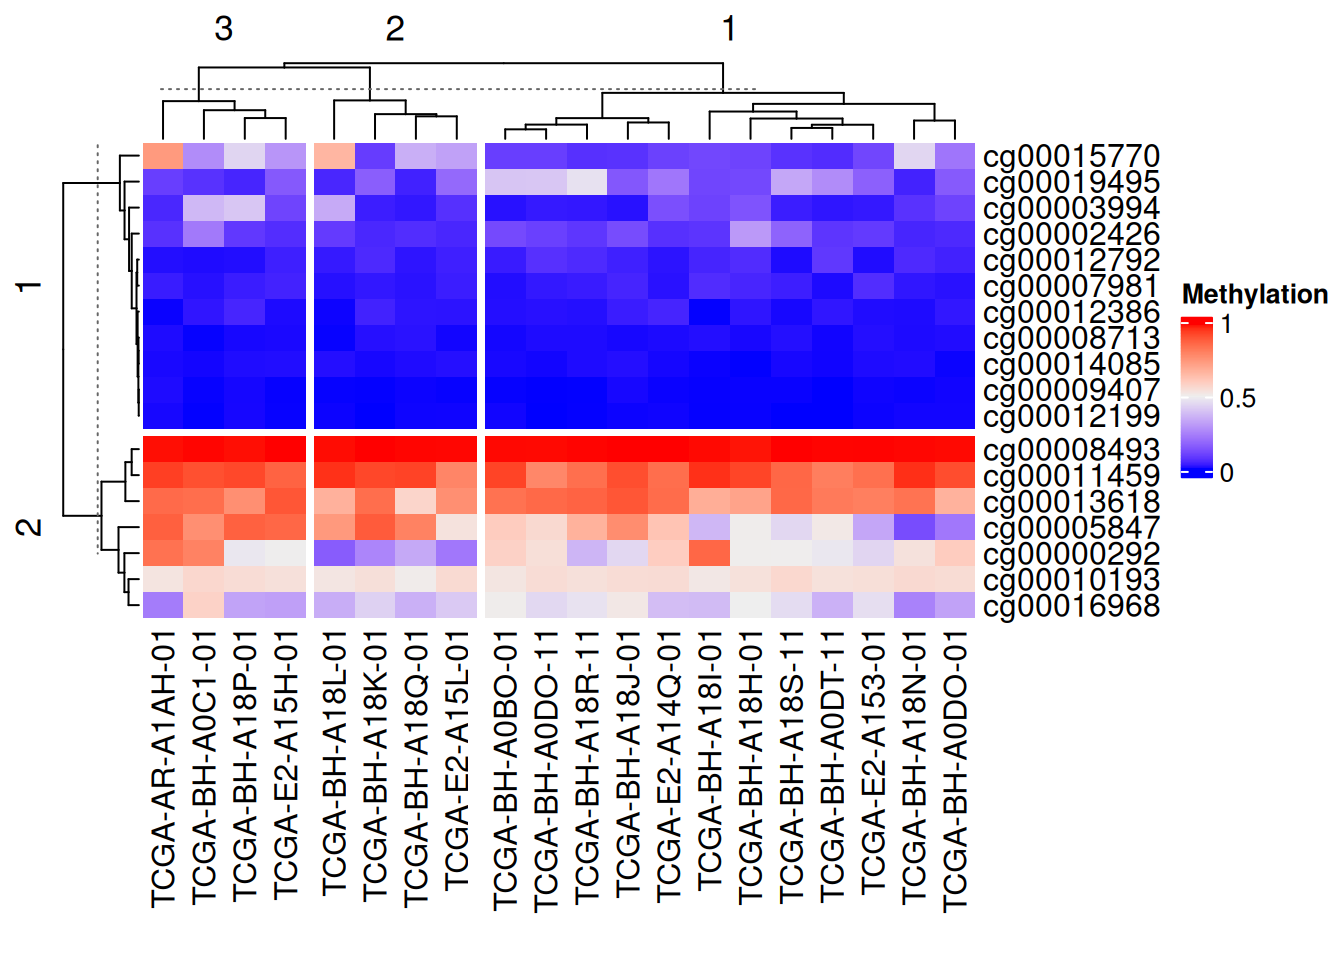 3 2 1
1
2
cg00015770
cg00019495
cg00003994
cg00002426
cg00012792
cg00007981
cg00012386
cg00008713
cg00014085
cg00009407
cg00012199
cg00008493
cg00011459
cg00013618
cg00005847
cg00000292
cg00010193
cg00016968
Methylation
1
0.5
0
TCGA-AR-A1AH-01
TCGA-BH-A0C1-01
TCGA-BH-A18P-01
TCGA-E2-A15H-01
TCGA-BH-A18L-01
TCGA-BH-A18K-01
TCGA-BH-A18Q-01
TCGA-E2-A15L-01
TCGA-BH-A0BO-01
TCGA-BH-A0DO-11
TCGA-BH-A18R-11
TCGA-BH-A18J-01
TCGA-E2-A14Q-01
TCGA-BH-A18I-01
TCGA-BH-A18H-01
TCGA-BH-A18S-11
TCGA-BH-A0DT-11
TCGA-E2-A153-01
TCGA-BH-A18N-01
TCGA-BH-A0DO-01